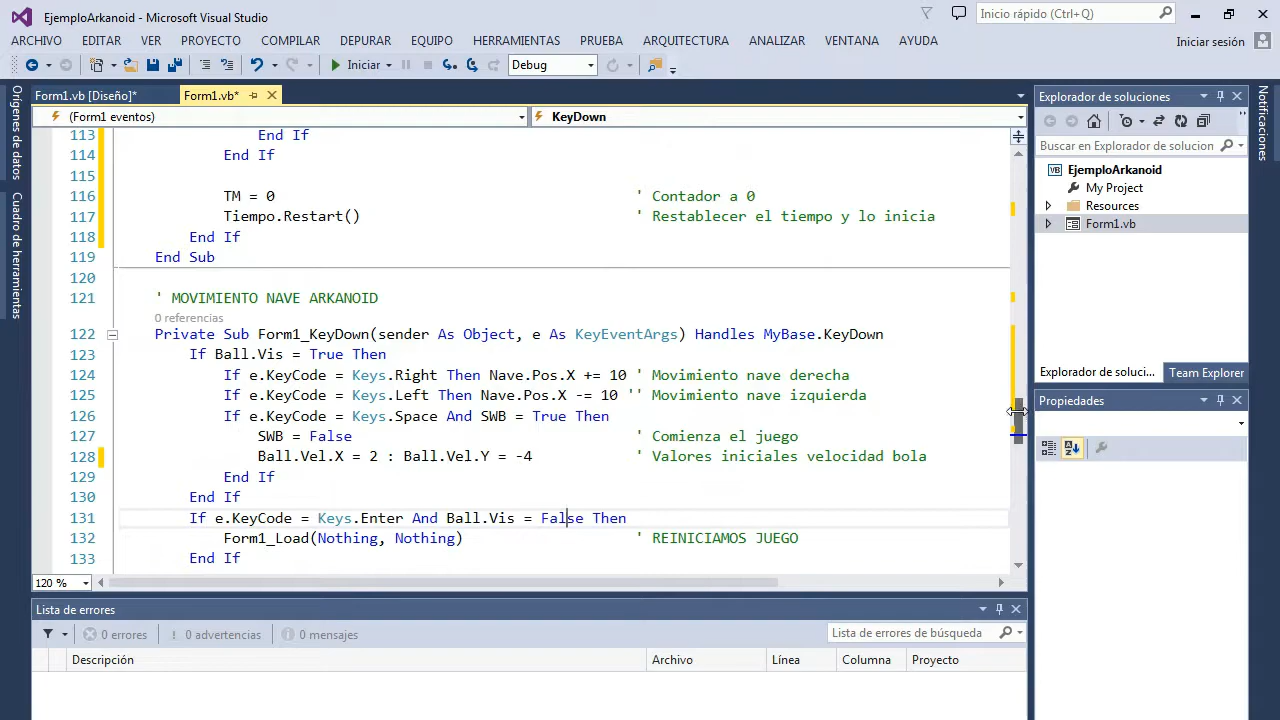 EjemploArkanoid - Microsoft Visual Studio
Inicio rápido (Ctrl+Q)
ARCHIVO EDITAR VER PROYECTO COMPILAR DEPURAR EQUIPO HERRAMIENTAS PRUEBA ARQUITECTURA ANALIZAR VENTANA AYUDA
Iniciar sesión
Iniciar Debug
Orígenes de datos
Cuadro de herramientas
Form1.vb [Diseño]* Form1.vb*
(Form1 eventos) KeyDown
113 End If
114 End If
115
116 TM = 0 ' Contador a 0
117 Tiempo.Restart() ' Restablecer el tiempo y lo inicia
118 End If
119 End Sub
120
121 ' MOVIMIENTO NAVE ARKANOID
0 referencias
122 Private Sub Form1_KeyDown(sender As Object, e As KeyEventArgs) Handles MyBase.KeyDown
123 If Ball.Vis = True Then
124 If e.KeyCode = Keys.Right Then Nave.Pos.X += 10 ' Movimiento nave derecha
125 If e.KeyCode = Keys.Left Then Nave.Pos.X -= 10 '' Movimiento nave izquierda
126 If e.KeyCode = Keys.Space And SWB = True Then
127 SWB = False ' Comienza el juego
128 Ball.Vel.X = 2 : Ball.Vel.Y = -4 ' Valores iniciales velocidad bola
129 End If
130 End If
131 If e.KeyCode = Keys.Enter And Ball.Vis = False Then
132 Form1_Load(Nothing, Nothing) ' REINICIAMOS JUEGO
133 End If
120 %
Lista de errores
0 errores 0 advertencias 0 mensajes Lista de errores de búsqueda
Descripción Archivo Línea Columna Proyecto
Explorador de soluciones
Buscar en Explorador de solucion
VB EjemploArkanoid
My Project
Resources
Form1.vb
Explorador de soluci... Team Explorer
Propiedades
Notificaciones